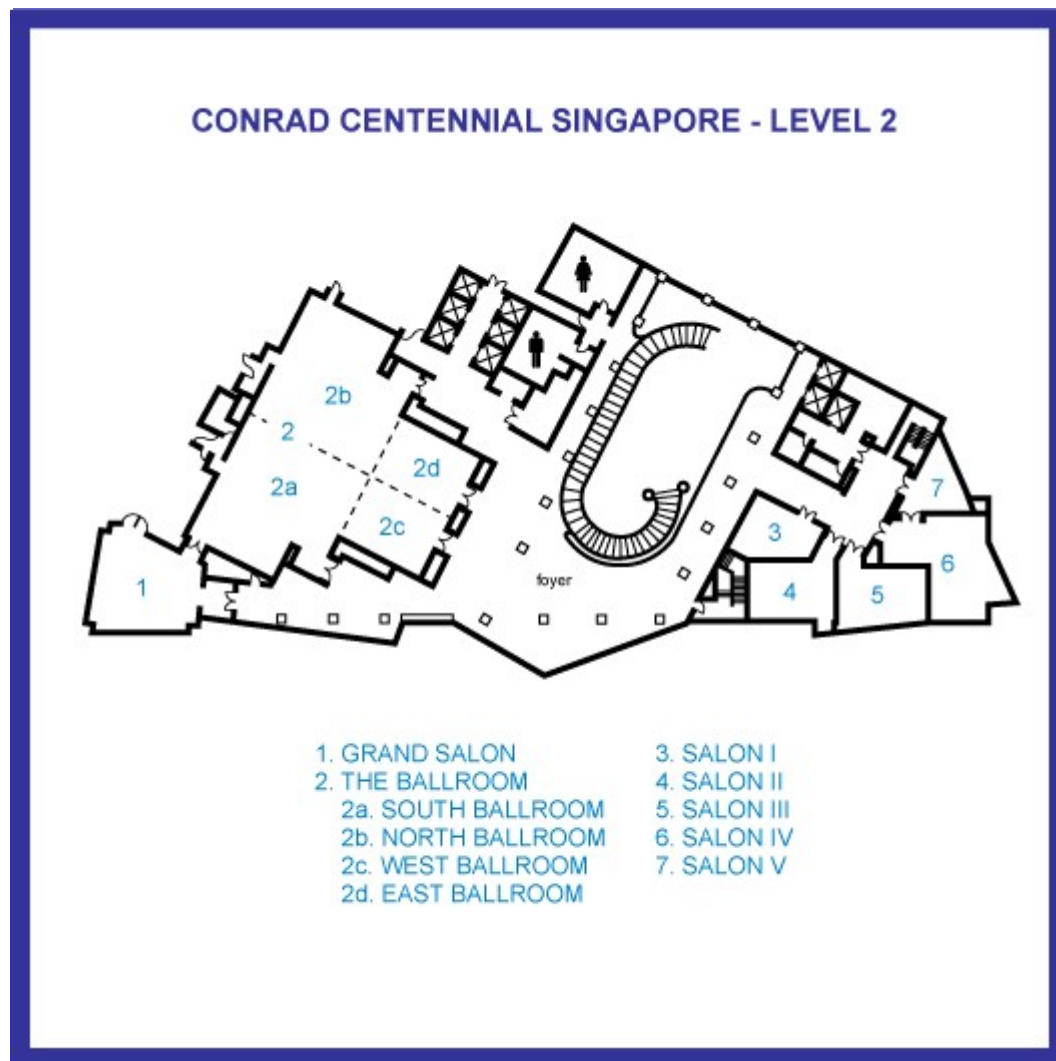 CONRAD CENTENNIAL SINGAPORE - LEVEL 2
2b
2
2d
2a
7
2c
3
6
foyer
1
4
5
1. GRAND SALON
2. THE BALLROOM
2a. SOUTH BALLROOM
2b. NORTH BALLROOM
2c. WEST BALLROOM
2d. EAST BALLROOM
3. SALON I
4. SALON II
5. SALON III
6. SALON IV
7. SALON V